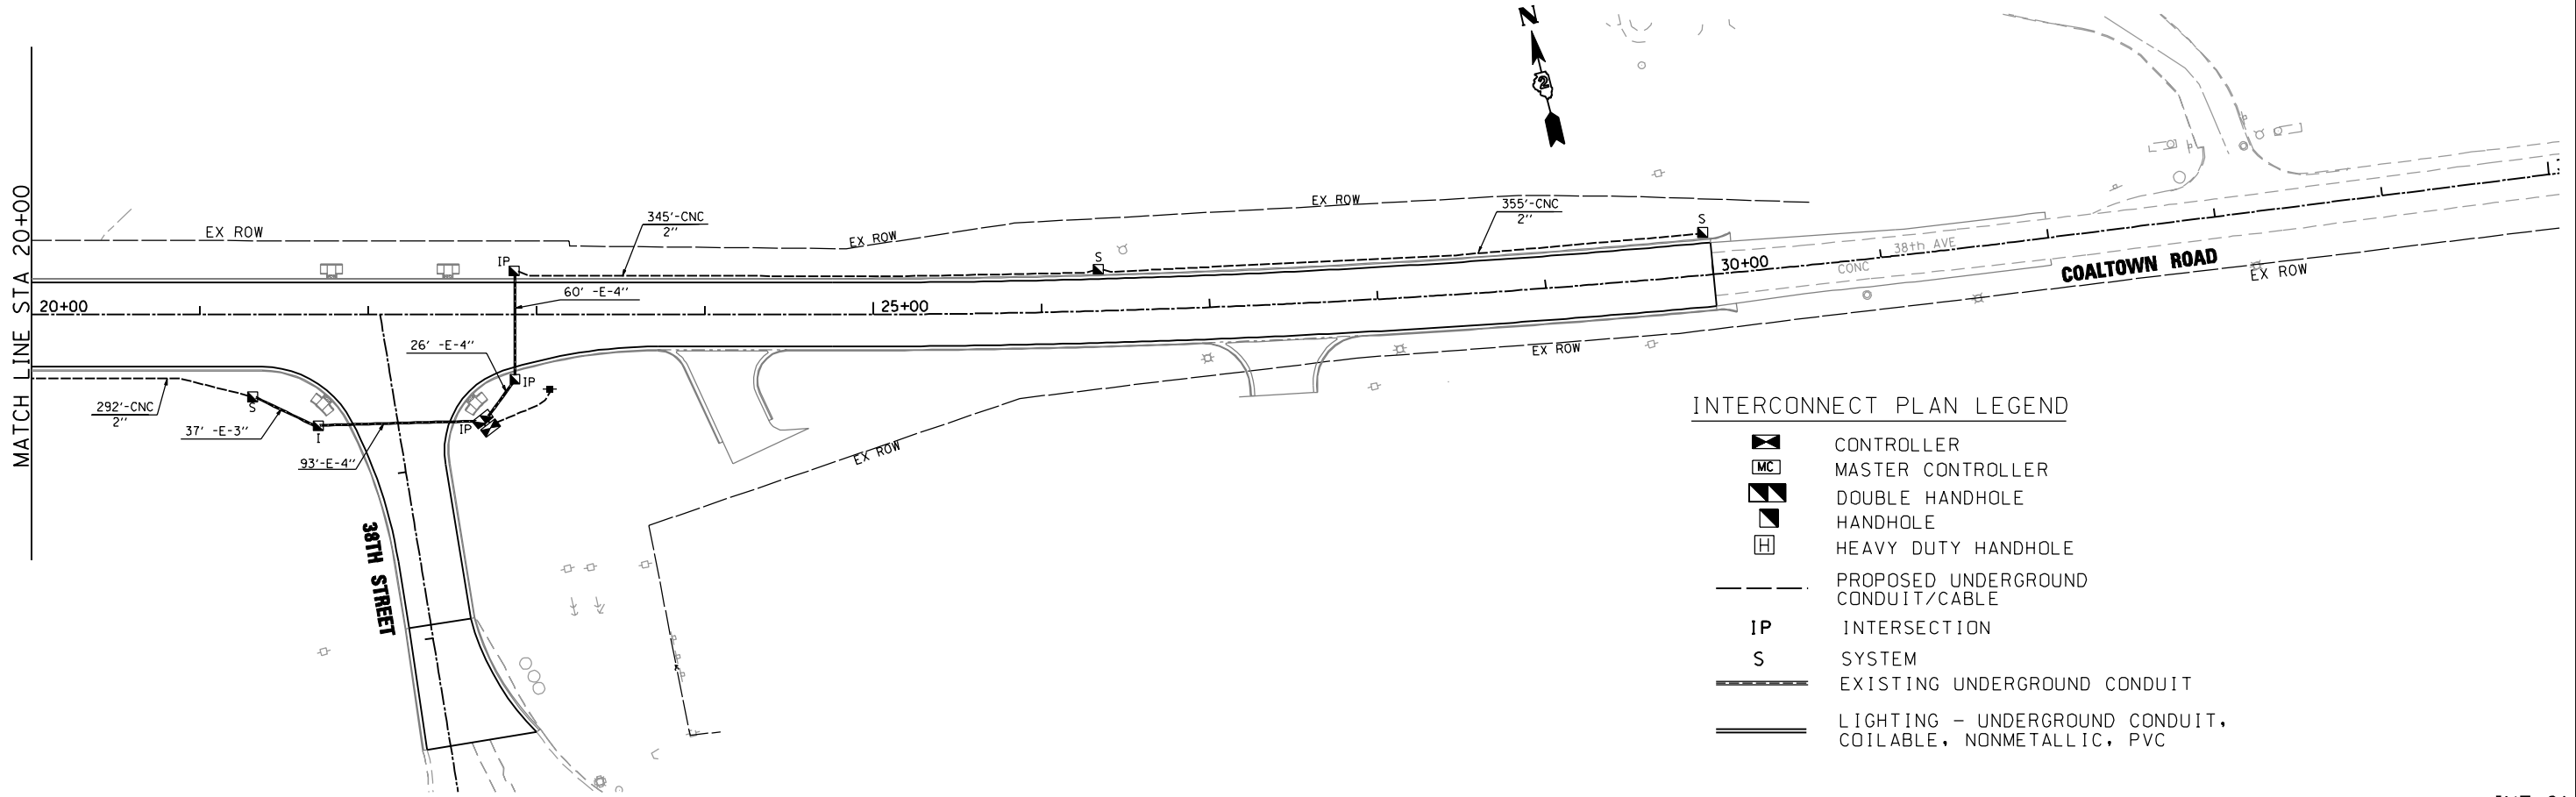 N
2
MATCH LINE STA 20+00
EX ROW
345'-CNC
2"
EX ROW
EX ROW
355'-CNC
2"
S
IP
S
60' -E-4"
20+00
25+00
30+00
38th AVE
CONC
COALTOWN ROAD
EX ROW
26' -E-4"
EX ROW
IP
292'-CNC
2"
S
37' -E-3"
I
IP
93'-E-4"
EX ROW
38TH STREET
INTERCONNECT PLAN LEGEND
CONTROLLER
MC MASTER CONTROLLER
DOUBLE HANDHOLE
HANDHOLE
H HEAVY DUTY HANDHOLE
PROPOSED UNDERGROUND
CONDUIT/CABLE
IP INTERSECTION
S SYSTEM
EXISTING UNDERGROUND CONDUIT
LIGHTING - UNDERGROUND CONDUIT,
COILABLE, NONMETALLIC, PVC